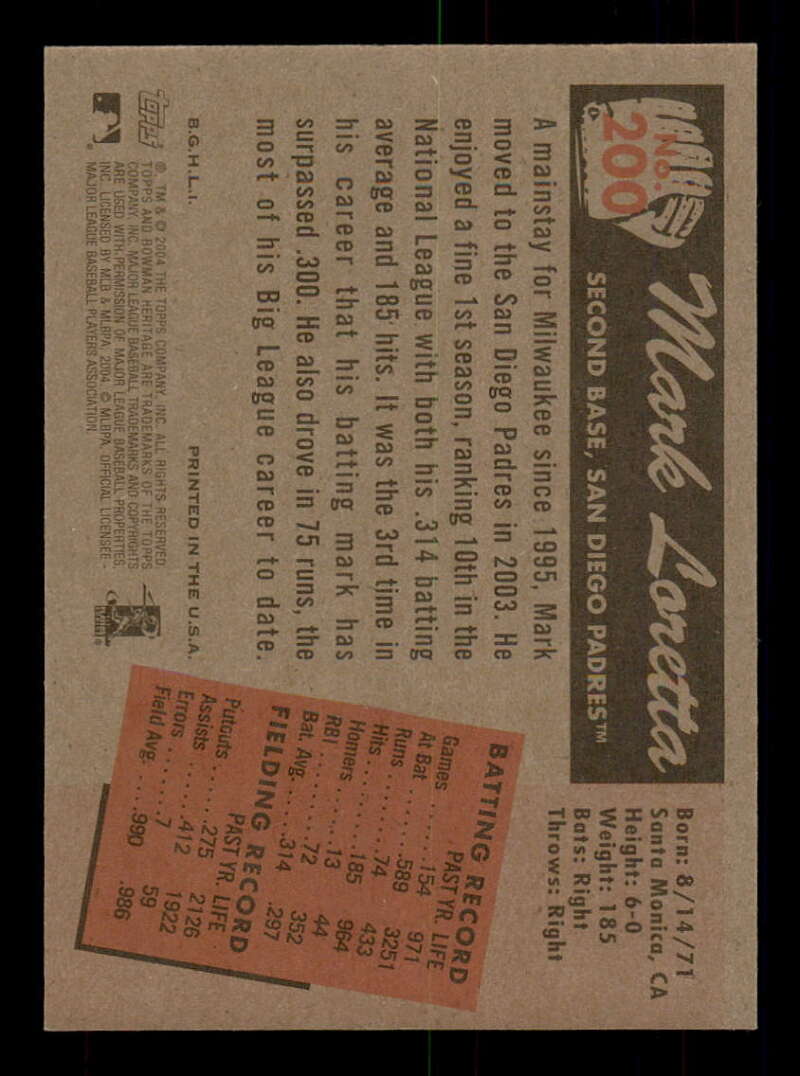 No.
200
Mark Loretta
SECOND BASE, SAN DIEGO PADRES™
Born: 8/14/71
Santa Monica, CA
Height: 6-0
Weight: 185
Bats: Right
Throws: Right
A mainstay for Milwaukee since 1995, Mark
moved to the San Diego Padres in 2003. He
enjoyed a fine 1st season, ranking 10th in the
National League with both his .314 batting
average and 185 hits. It was the 3rd time in
his career that his batting mark has
surpassed .300. He also drove in 75 runs, the
most of his Big League career to date.
BATTING RECORD
PAST YR. LIFE
Games ..... 154 971
At Bat ..... 589 3251
Runs ..... 74 433
Hits ..... 185 964
Homers ..... 13 44
RBI ..... 72 352
Bat. Avg. .... .314 .297
FIELDING RECORD
PAST YR. LIFE
Putouts ..... 275 2126
Assists ..... 412 1922
Errors ..... 7 59
Field Avg. .... .990 .986
B.G.H.L.I.
PRINTED IN THE U.S.A.
topps
®, TM & © 2004 THE TOPPS COMPANY, INC. ALL RIGHTS RESERVED.
TOPPS AND BOWMAN HERITAGE ARE TRADEMARKS OF THE TOPPS
COMPANY, INC. MAJOR LEAGUE BASEBALL TRADEMARKS AND COPYRIGHTS
ARE USED WITH PERMISSION OF MAJOR LEAGUE BASEBALL PROPERTIES,
INC. LICENSED BY MLB & MLBPA, 2004. © MLBPA. OFFICIAL LICENSEE -
MAJOR LEAGUE BASEBALL PLAYERS ASSOCIATION.